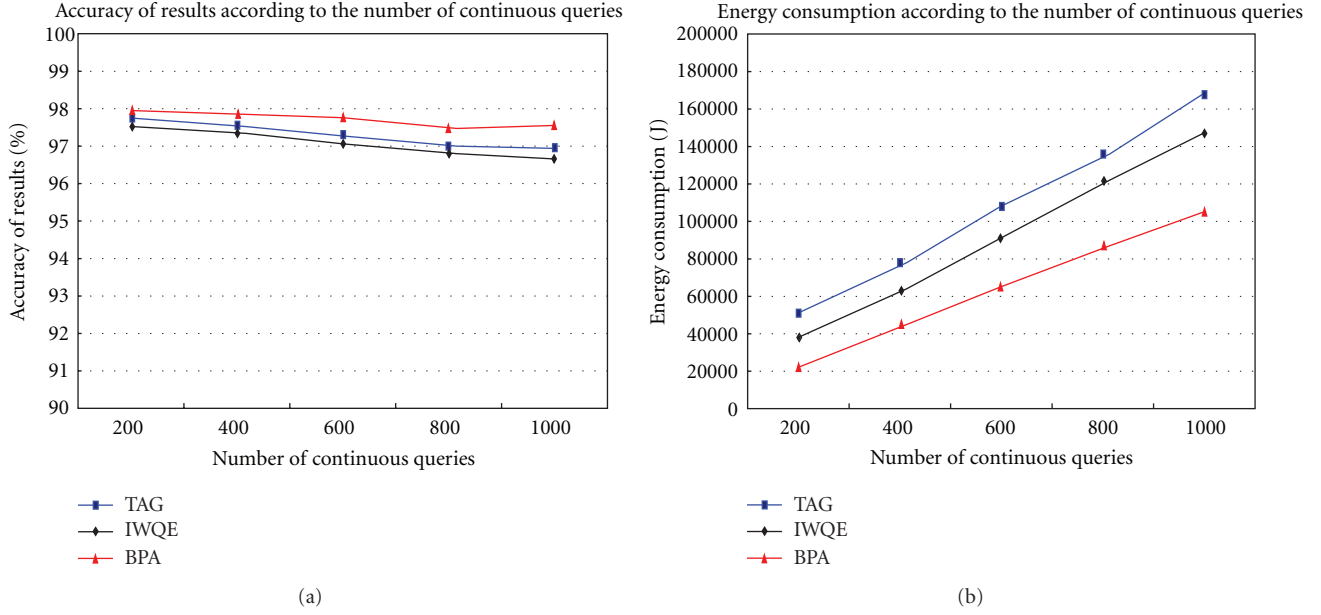 Accuracy of results according to the number of continuous queries
100
99
98
97
96
95
94
93
92
91
90
Accuracy of results (%)
200 400 600 800 1000
Number of continuous queries
TAG
IWQE
BPA
(a)
Energy consumption according to the number of continuous queries
200000
180000
160000
140000
120000
100000
80000
60000
40000
20000
0
Energy consumption (J)
200 400 600 800 1000
Number of continuous queries
TAG
IWQE
BPA
(b)